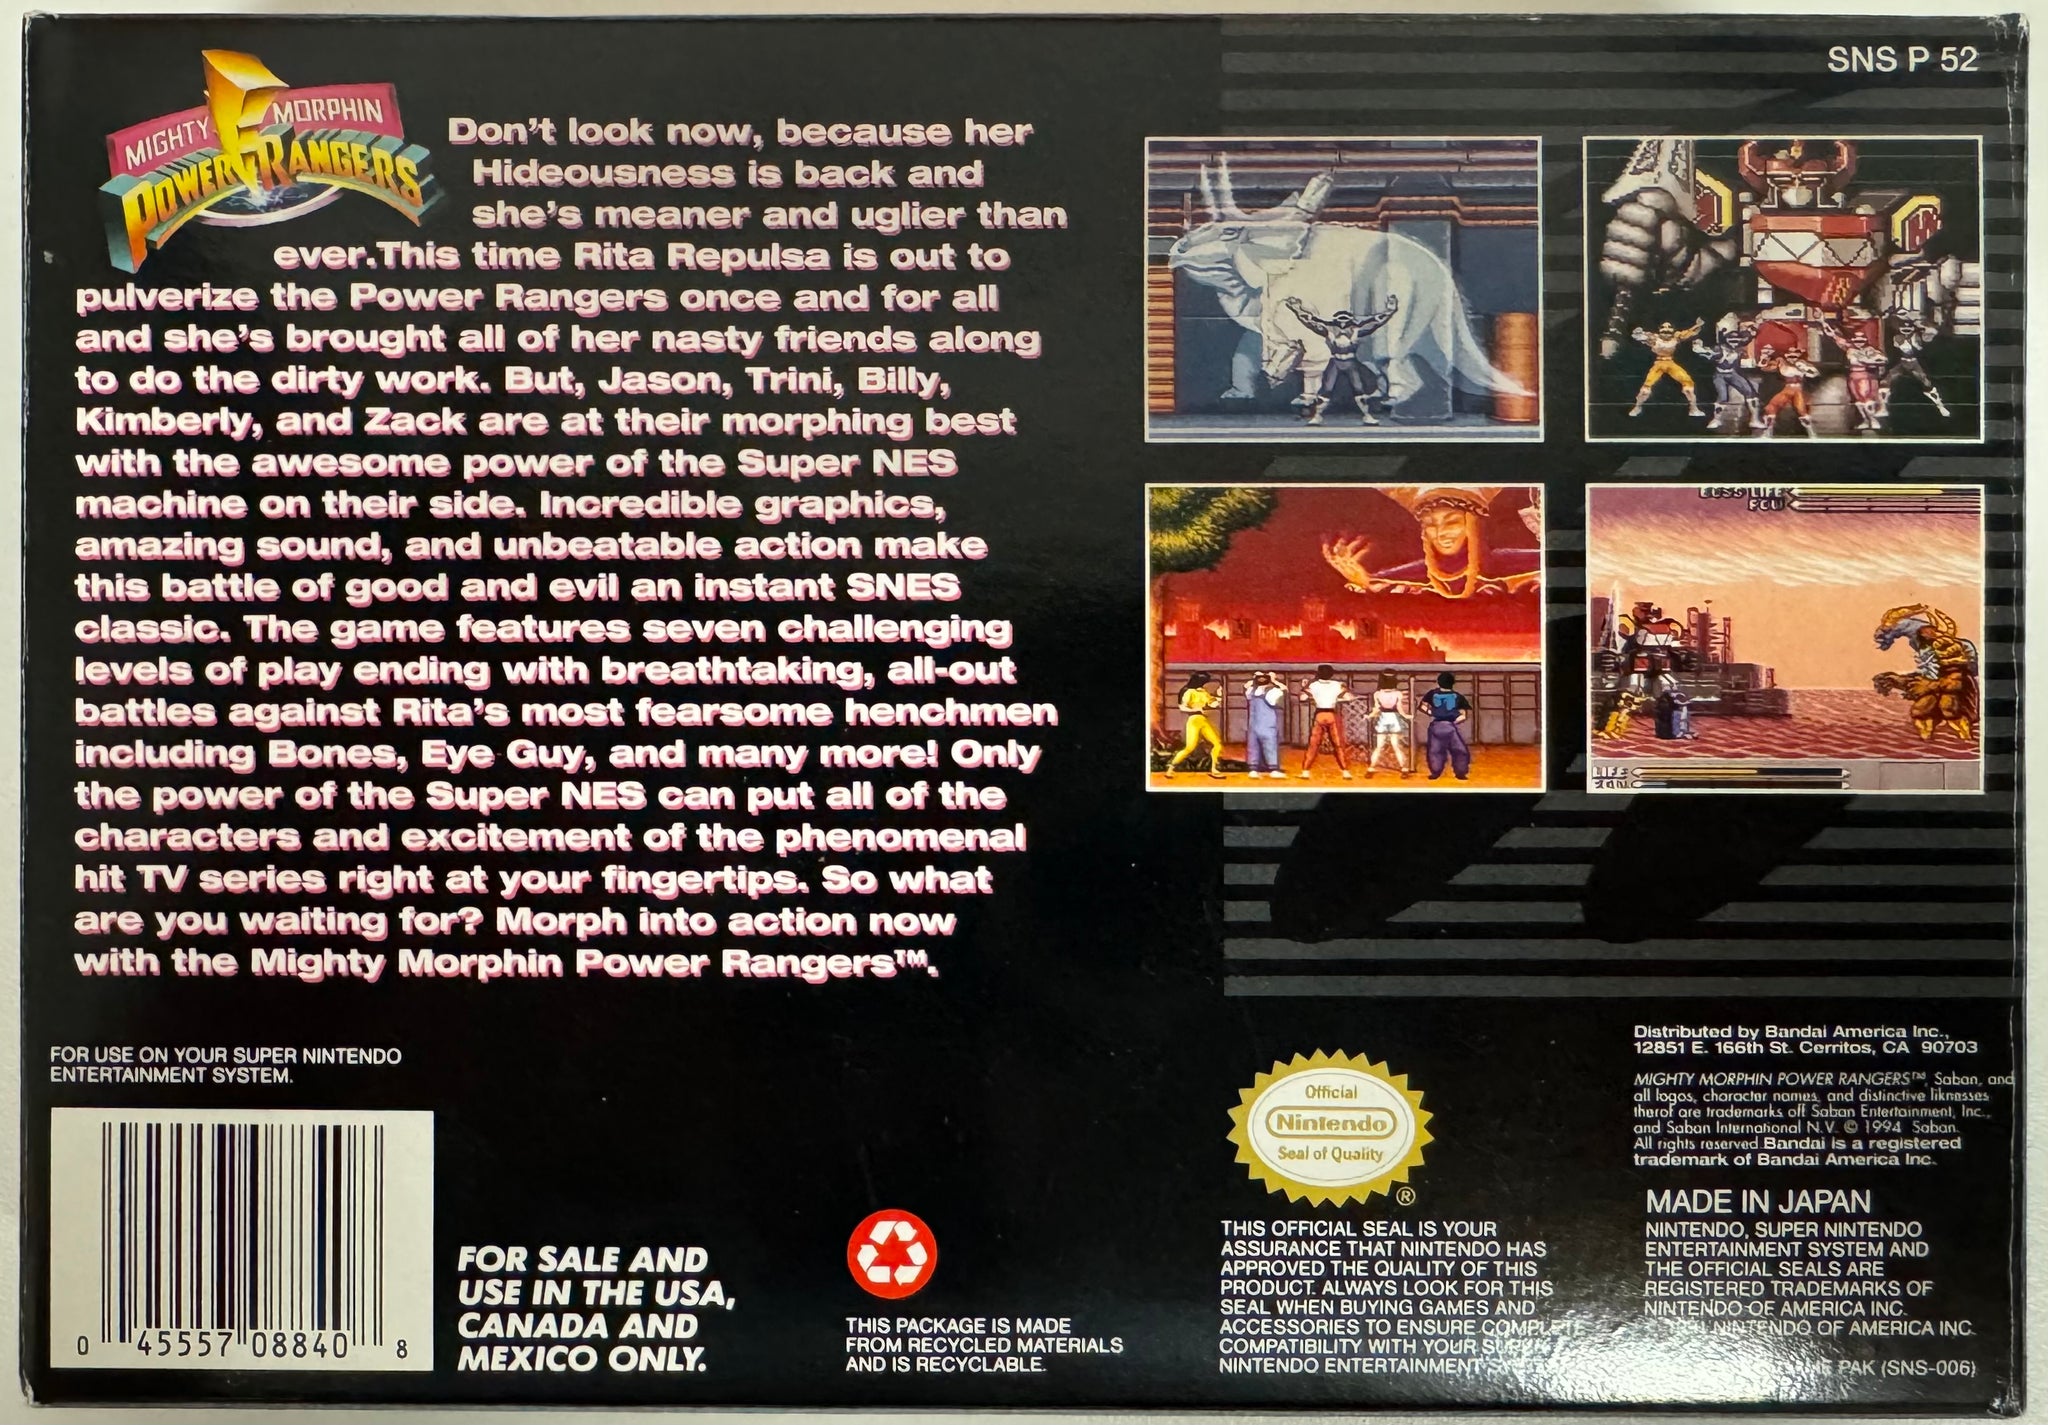 SNS P 52
MIGHTY MORPHIN
POWER RANGERS
Don't look now, because her
Hideousness is back and
she's meaner and uglier than
ever.This time Rita Repulsa is out to
pulverize the Power Rangers once and for all
and she's brought all of her nasty friends along
to do the dirty work. But, Jason, Trini, Billy,
Kimberly, and Zack are at their morphing best
with the awesome power of the Super NES
machine on their side. Incredible graphics,
amazing sound, and unbeatable action make
this battle of good and evil an instant SNES
classic. The game features seven challenging
levels of play ending with breathtaking, all-out
battles against Rita's most fearsome henchmen
including Bones, Eye Guy, and many more! Only
the power of the Super NES can put all of the
characters and excitement of the phenomenal
hit TV series right at your fingertips. So what
are you waiting for? Morph into action now
with the Mighty Morphin Power Rangers™.
BOSS LIFE
POW
LIFE
FOR USE ON YOUR SUPER NINTENDO
ENTERTAINMENT SYSTEM.
0 45557 08840 8
FOR SALE AND
USE IN THE USA,
CANADA AND
MEXICO ONLY.
THIS PACKAGE IS MADE
FROM RECYCLED MATERIALS
AND IS RECYCLABLE.
Official
Nintendo
Seal of Quality
®
THIS OFFICIAL SEAL IS YOUR
ASSURANCE THAT NINTENDO HAS
APPROVED THE QUALITY OF THIS
PRODUCT. ALWAYS LOOK FOR THIS
SEAL WHEN BUYING GAMES AND
ACCESSORIES TO ENSURE COMPLETE
COMPATIBILITY WITH YOUR SUPER
NINTENDO ENTERTAINMENT
Distributed by Bandai America Inc.,
12851 E. 166th St. Cerritos, CA 90703
MIGHTY MORPHIN POWER RANGERS™, Saban, and
all logos, character names, and distinctive liknesses
therof are trademarks off Saban Entertainment, Inc.,
and Saban International N.V. © 1994 Saban.
All rights reserved.Bandai is a registered
trademark of Bandai America Inc.
MADE IN JAPAN
NINTENDO, SUPER NINTENDO
ENTERTAINMENT SYSTEM AND
THE OFFICIAL SEALS ARE
REGISTERED TRADEMARKS OF
NINTENDO OF AMERICA INC.
NINTENDO OF AMERICA INC.
PAK (SNS-006)